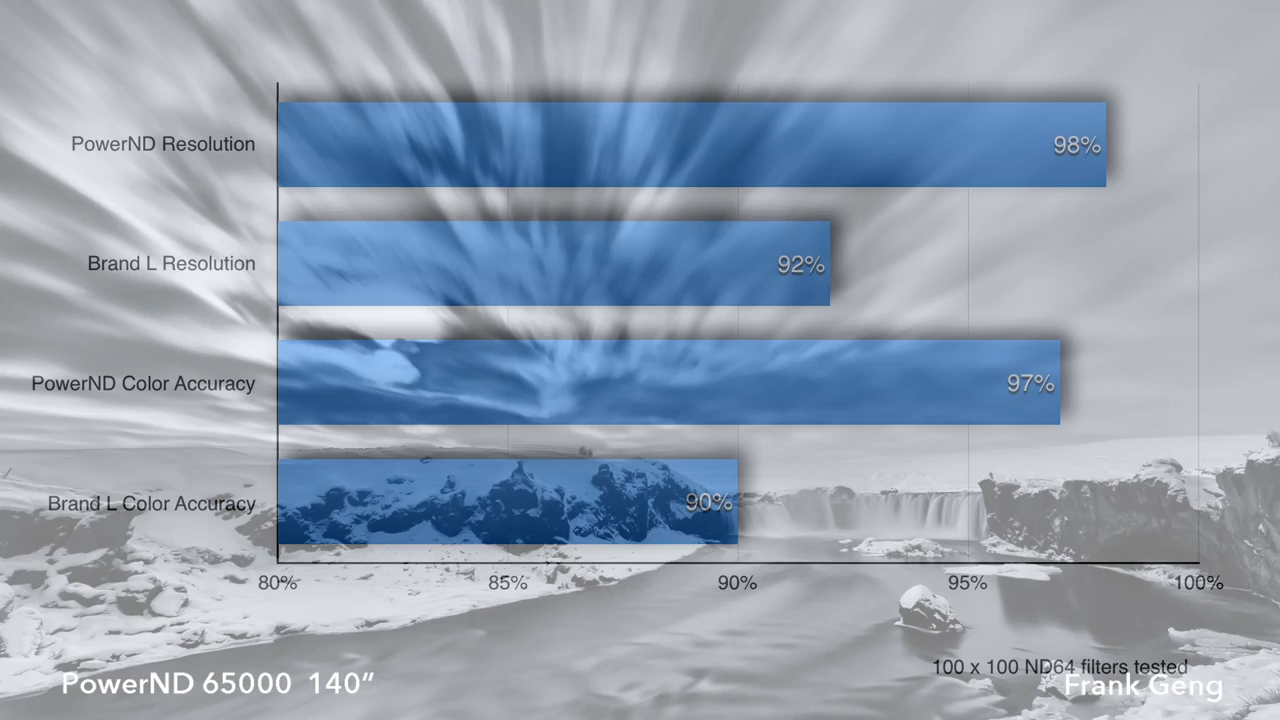 PowerND Resolution
98%
Brand L Resolution
92%
PowerND Color Accuracy
97%
Brand L Color Accuracy
90%
80% 85% 90% 95% 100%
100 x 100 ND64 filters tested
PowerND 65000 140”
Frank Geng